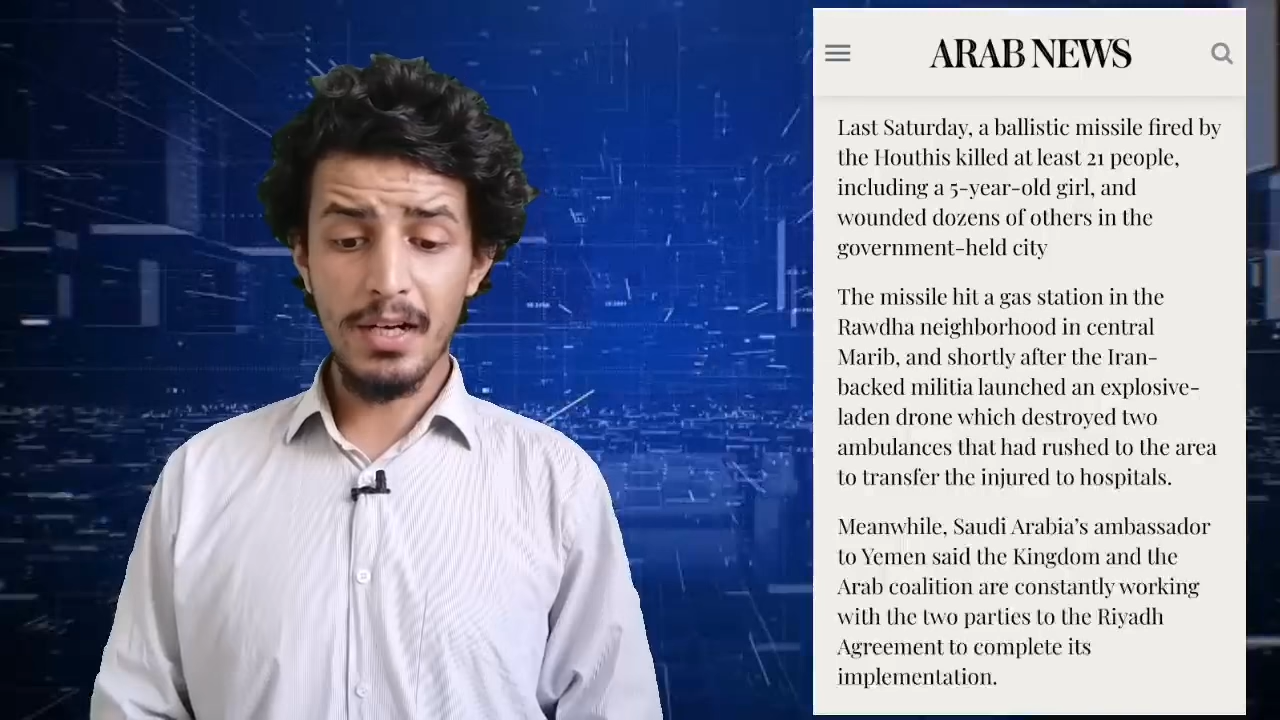 ARAB NEWS
Last Saturday, a ballistic missile fired by
the Houthis killed at least 21 people,
including a 5-year-old girl, and
wounded dozens of others in the
government-held city
The missile hit a gas station in the
Rawdha neighborhood in central
Marib, and shortly after the Iran-
backed militia launched an explosive-
laden drone which destroyed two
ambulances that had rushed to the area
to transfer the injured to hospitals.
Meanwhile, Saudi Arabia’s ambassador
to Yemen said the Kingdom and the
Arab coalition are constantly working
with the two parties to the Riyadh
Agreement to complete its
implementation.